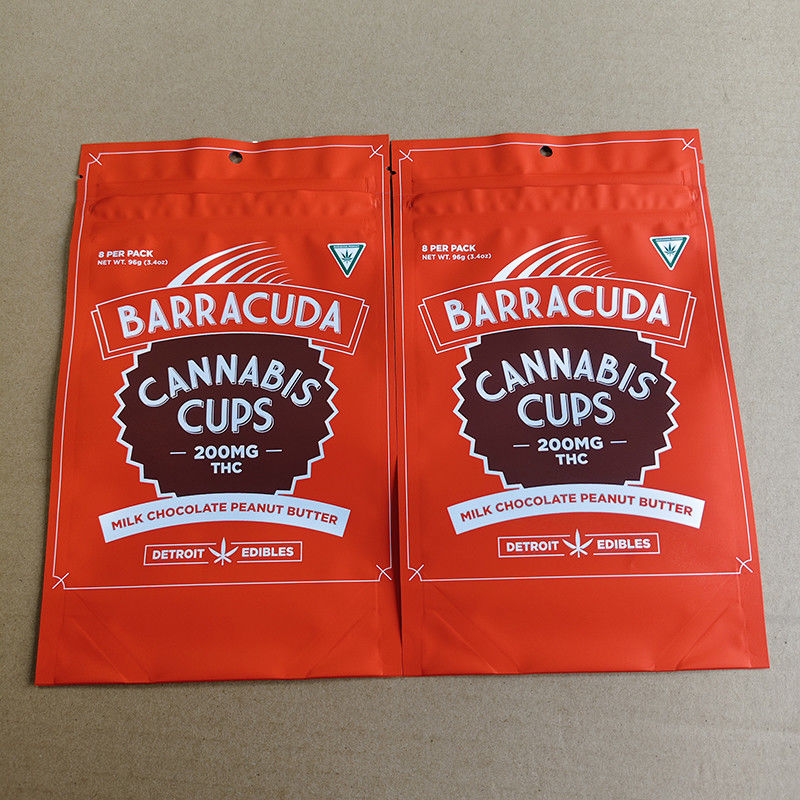 8 PER PACK
NET WT. 96g (3.4oz)
BARRACUDA
CANNABIS
CUPS
200MG
THC
MILK CHOCOLATE PEANUT BUTTER
DETROIT EDIBLES
8 PER PACK
NET WT. 96g (3.4oz)
BARRACUDA
CANNABIS
CUPS
200MG
THC
MILK CHOCOLATE PEANUT BUTTER
DETROIT EDIBLES